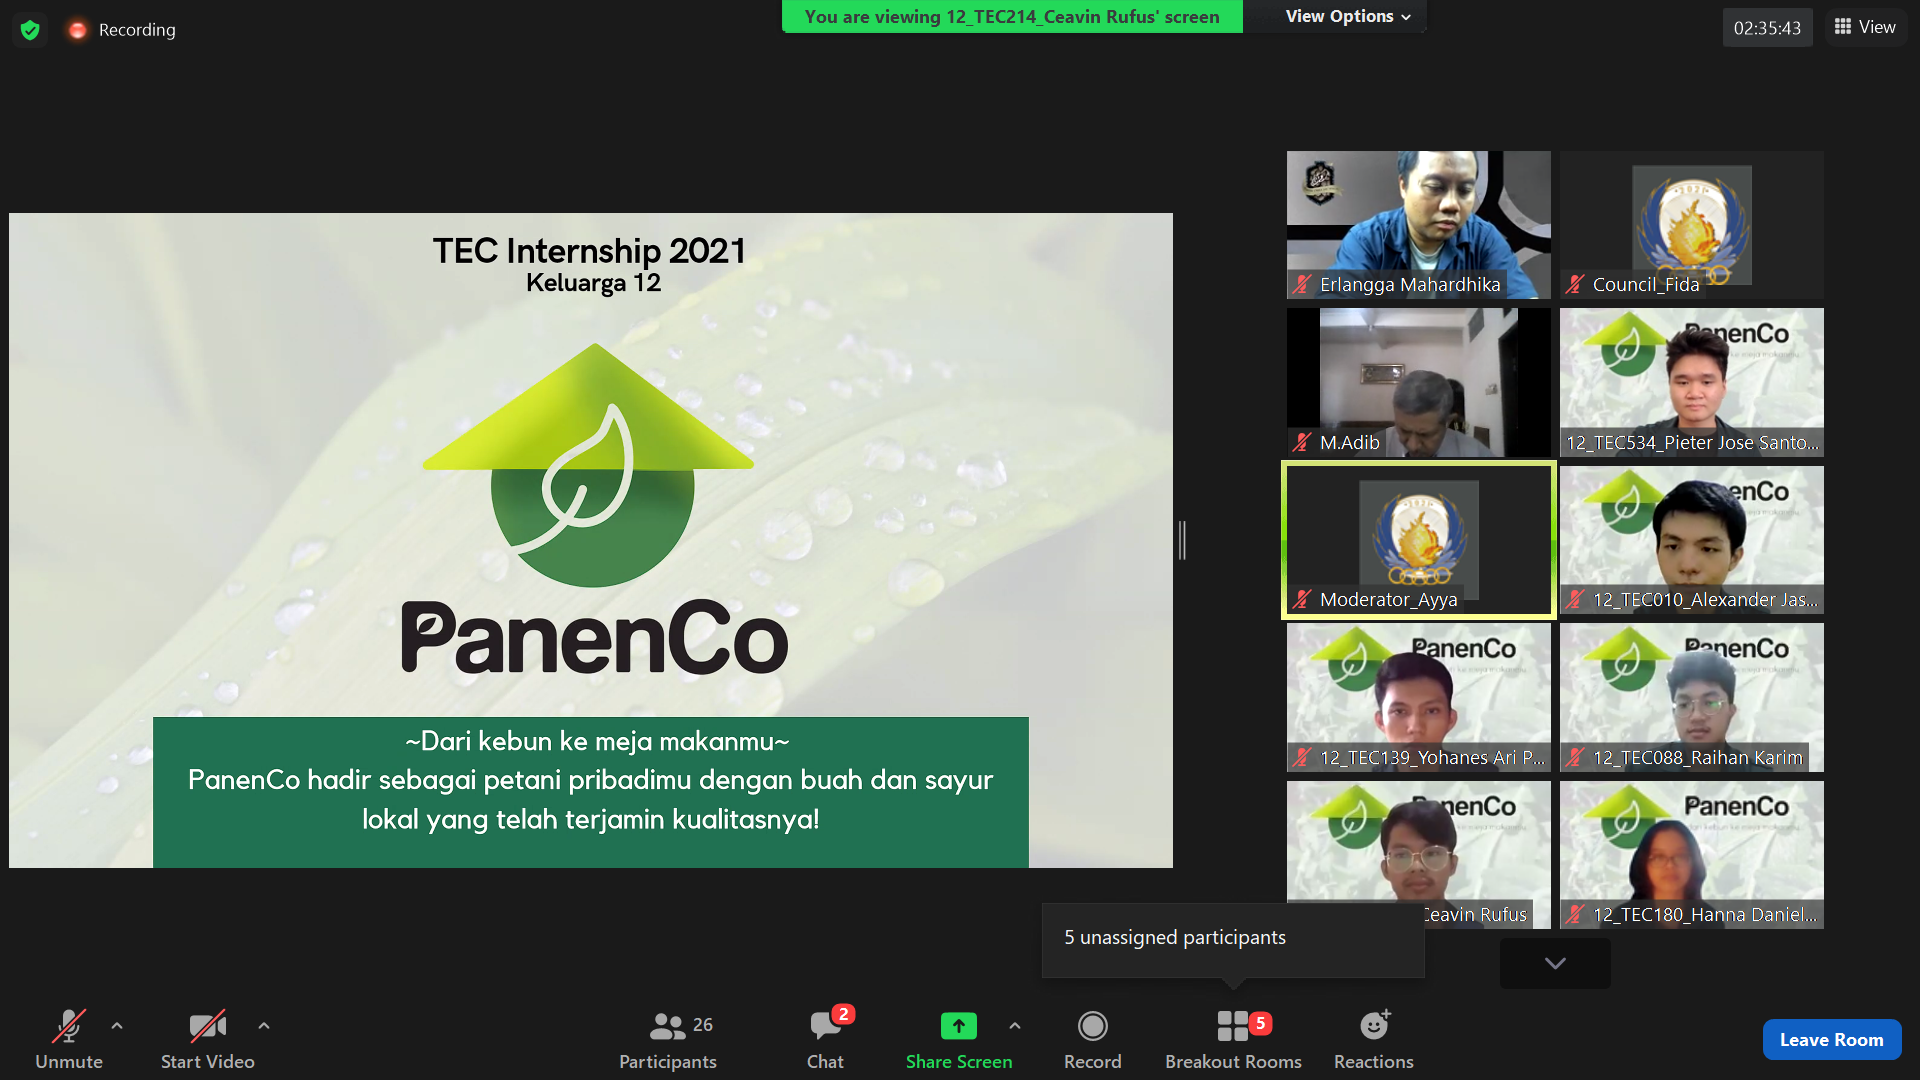 Recording
You are viewing 12_TEC214_Ceavin Rufus' screen
View Options
02:35:43
View
TEC Internship 2021
Keluarga 12
PanenCo
~Dari kebun ke meja makanmu~
PanenCo hadir sebagai petani pribadimu dengan buah dan sayur
lokal yang telah terjamin kualitasnya!
Erlangga Mahardhika
Council_Fida
M.Adib
PanenCo
12_TEC534_Pieter Jose Santo...
Moderator_Ayya
PanenCo
12_TEC010_Alexander Jas...
PanenCo
12_TEC139_Yohanes Ari P...
PanenCo
12_TEC088_Raihan Karim
PanenCo
Ceavin Rufus
PanenCo
12_TEC180_Hanna Daniel...
5 unassigned participants
Unmute
Start Video
26
Participants
2
Chat
Share Screen
Record
5
Breakout Rooms
Reactions
Leave Room